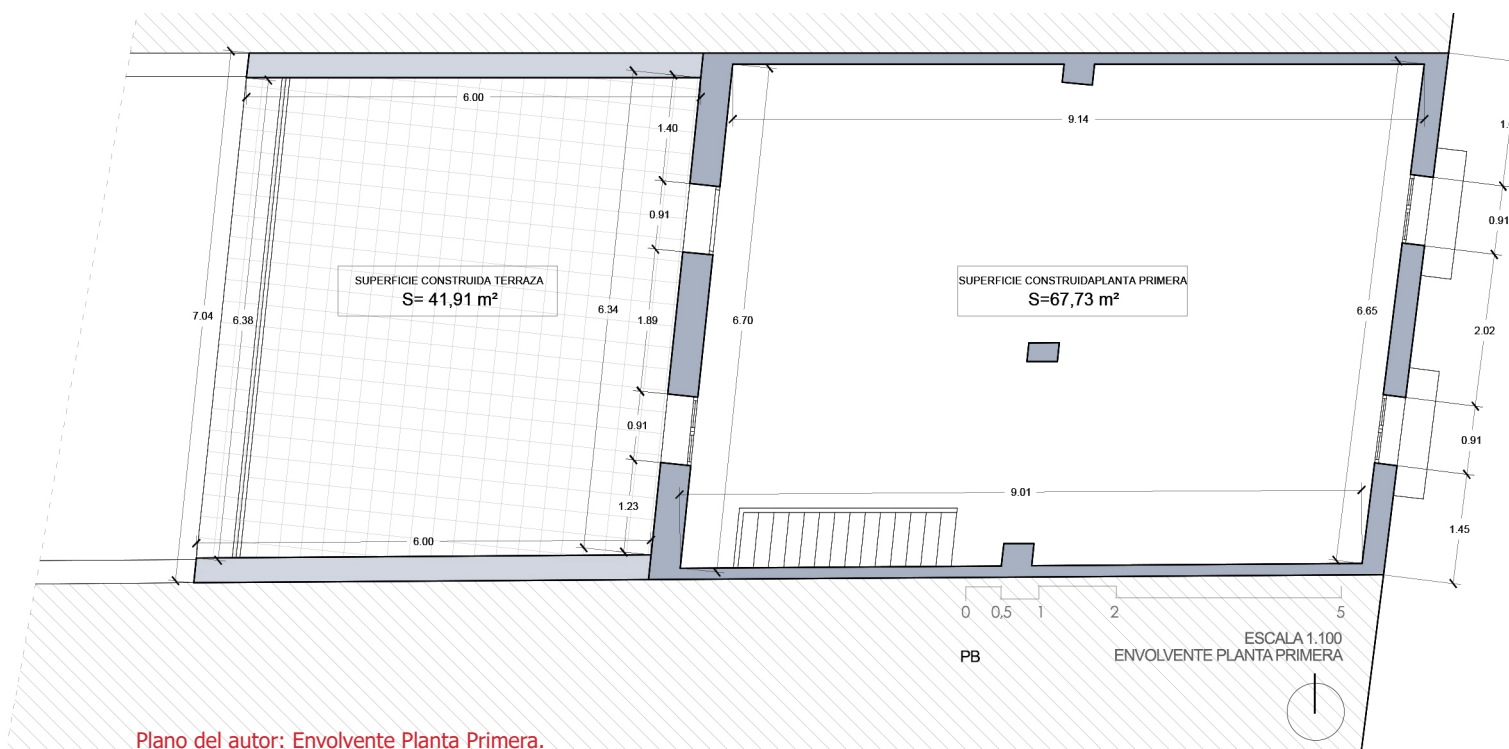 6.00
9.14
1.40
0.91
0.91
SUPERFICIE CONSTRUIDA TERRAZA
S= 41,91 m²
SUPERFICIE CONSTRUIDAPLANTA PRIMERA
S=67,73 m²
7.04
6.38
6.34
1.89
6.70
6.65
2.02
0.91
0.91
9.01
1.23
6.00
1.45
0
0,5
1
2
5
ESCALA 1.100
PB
ENVOLVENTE PLANTA PRIMERA
Plano del autor: Envolvente Planta Primera.